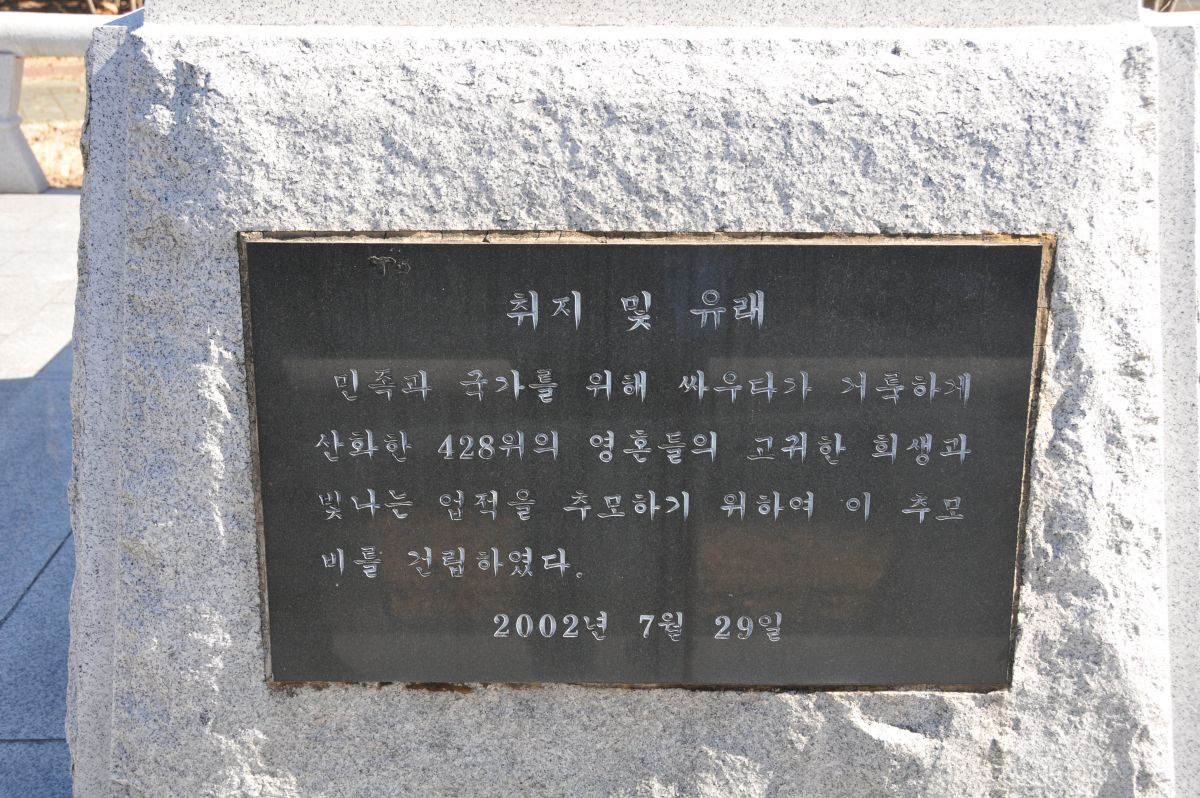 취지 및 유래
민족과 국가를 위해 싸우다가 거룩하게
산화한 428위의 영혼들의 고귀한 희생과
빛나는 업적을 추모하기 위하여 이 추모
비를 건립하였다.
2002년 7월 29일